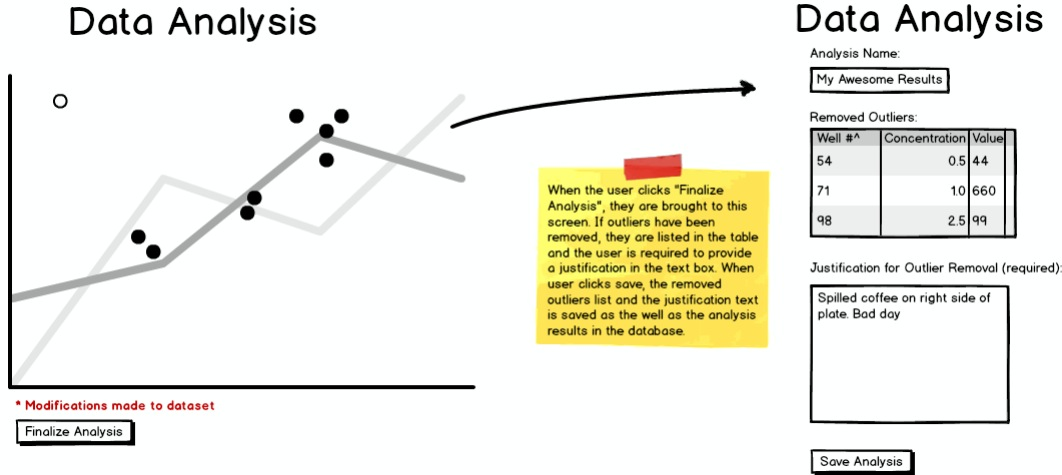 Data Analysis
* Modifications made to dataset
Finalize Analysis
When the user clicks "Finalize
Analysis", they are brought to this
screen. If outliers have been
removed, they are listed in the table
and the user is required to provide
a justification in the text box. When
user clicks save, the removed
outliers list and the justification text
is saved as the well as the analysis
results in the database.
Data Analysis
Analysis Name:
My Awesome Results
Removed Outliers:
Well #^ Concentration Value
54 0.5 44
71 1.0 660
98 2.5 99
Justification for Outlier Removal (required):
Spilled coffee on right side of
plate. Bad day
Save Analysis